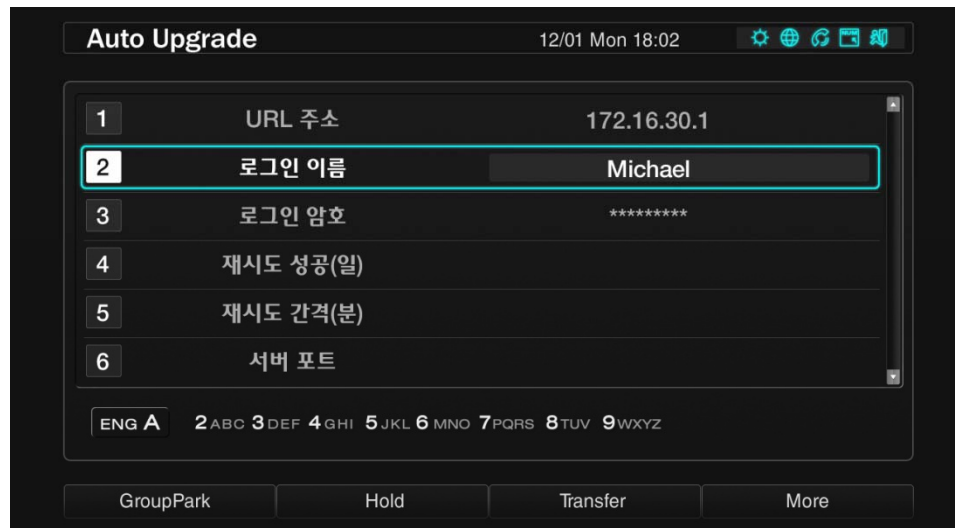 Auto Upgrade 12/01 Mon 18:02
1 URL 주소 172.16.30.1
2 로그인 이름 Michael
3 로그인 암호 *********
4 재시도 성공(일)
5 재시도 간격(분)
6 서버 포트
ENG A 2ABC 3DEF 4GHI 5JKL 6MNO 7PQRS 8TUV 9WXYZ
GroupPark Hold Transfer More